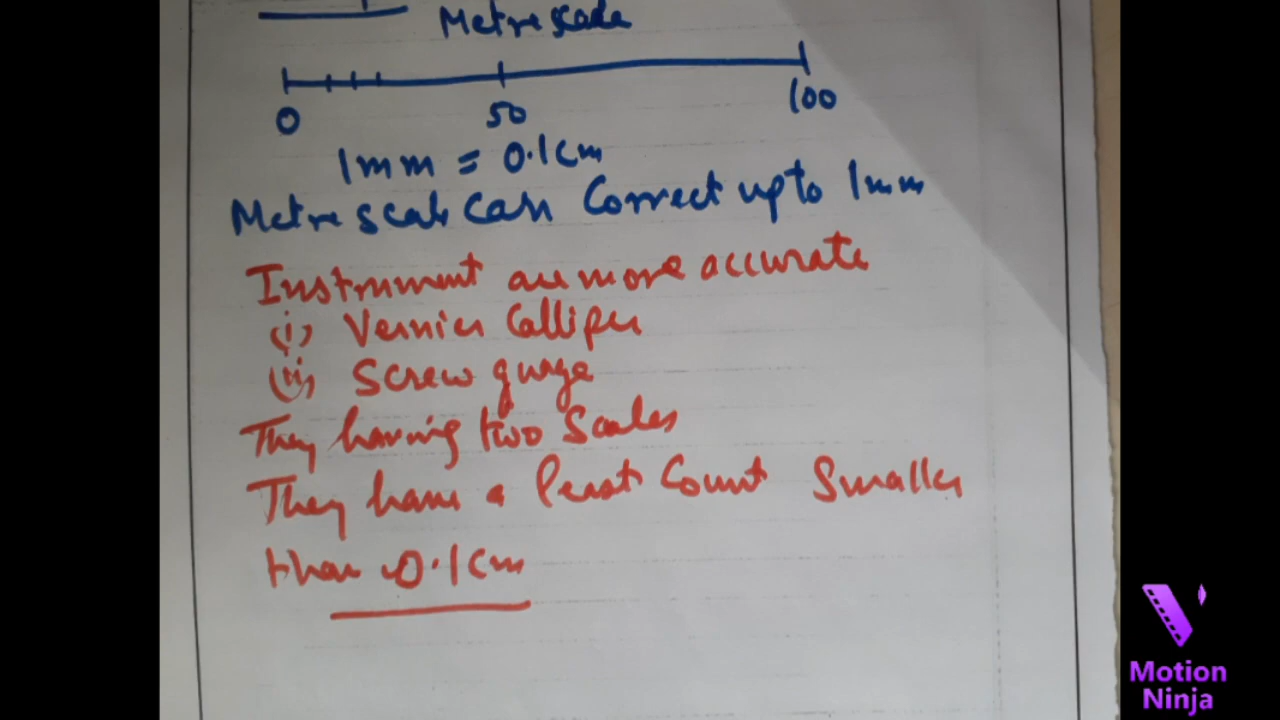 Metre scale
0 50 100
1mm = 0.1cm
Metre scale can correct upto 1mm
Instrument are more accurate
(i) Vernier Calliper
(ii) Screw guage
They having two Scales
They have a least Count Smaller
than 0.1cm
Motion
Ninja